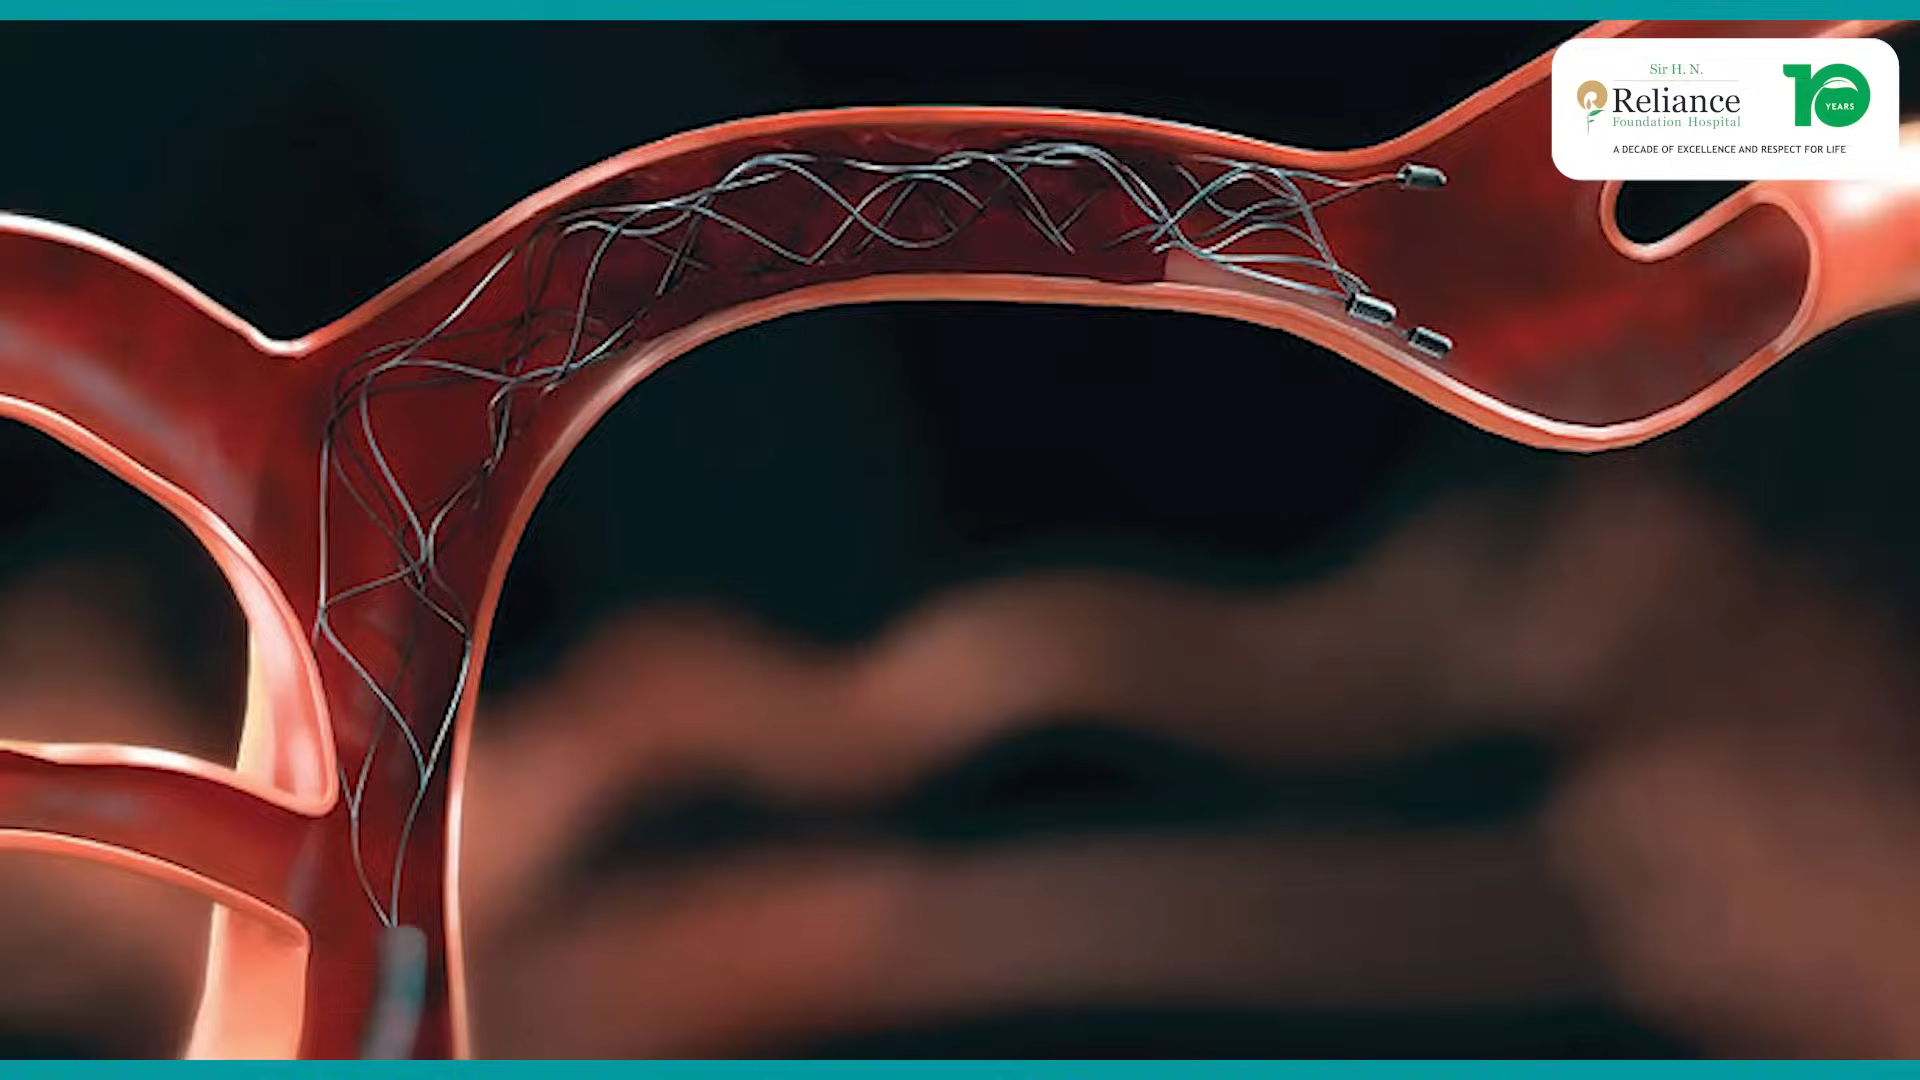 Sir H. N.
Reliance
Foundation Hospital
10
YEARS
A DECADE OF EXCELLENCE AND RESPECT FOR LIFE